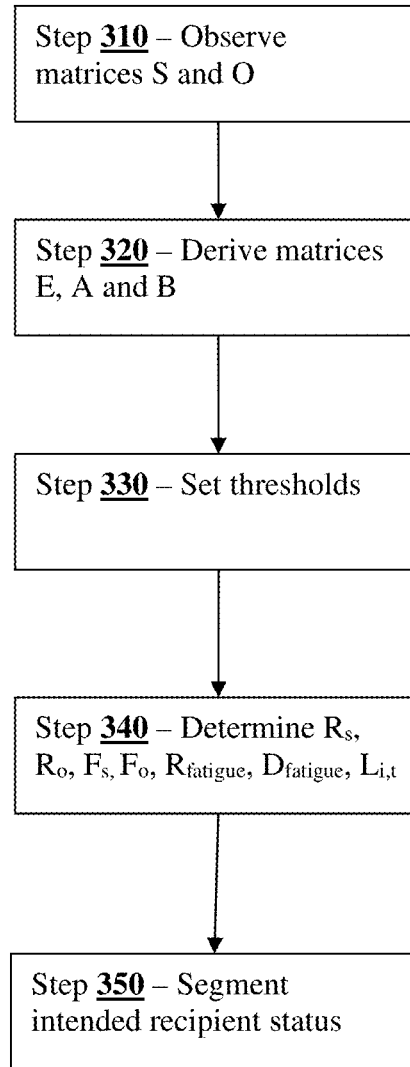 Step 310 – Observe
matrices S and O
Step 320 – Derive matrices
E, A and B
Step 330 – Set thresholds
Step 340 – Determine Rs,
Ro, Fs, Fo, Rfatigue, Dfatigue, Li,t
Step 350 – Segment
intended recipient status